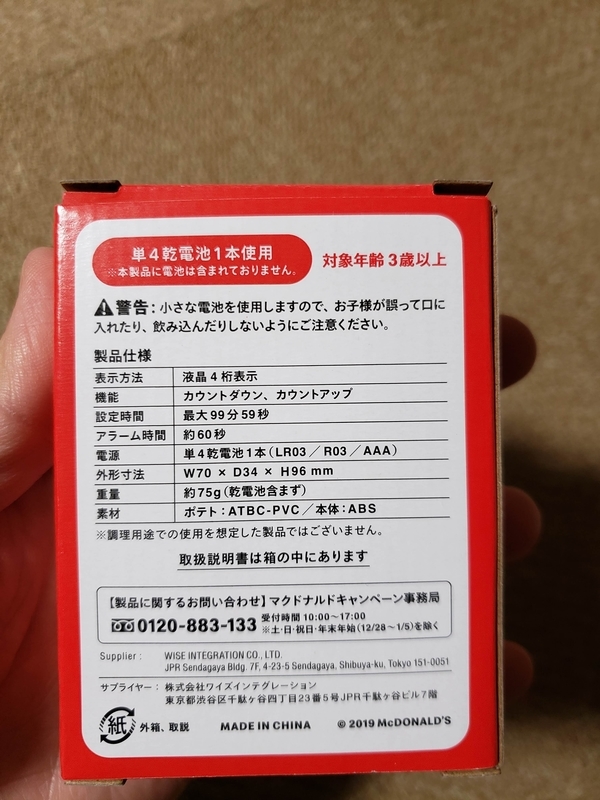 単4乾電池1本使用
※本製品に電池は含まれておりません。
対象年齢 3歳以上
警告：小さな電池を使用しますので、お子様が誤って口に
入れたり、飲み込んだりしないようにご注意ください。
製品仕様
表示方法 液晶4桁表示
機能 カウントダウン、カウントアップ
設定時間 最大99分59秒
アラーム時間 約60秒
電源 単4乾電池1本（LR03／R03／AAA）
外形寸法 W70 × D34 × H96 mm
重量 約75g（乾電池含まず）
素材 ポテト：ATBC-PVC／本体：ABS
※調理用途での使用を想定した製品ではございません。
取扱説明書は箱の中にあります
【製品に関するお問い合わせ】マクドナルドキャンペーン事務局
0120-883-133 受付時間 10:00～17:00
※土・日・祝日・年末年始（12/28～1/5）を除く
Supplier : WISE INTEGRATION CO., LTD.
JPR Sendagaya Bldg. 7F, 4-23-5 Sendagaya, Shibuya-ku, Tokyo 151-0051
サプライヤー： 株式会社ワイズインテグレーション
東京都渋谷区千駄ヶ谷四丁目23番5号JPR千駄ヶ谷ビル7階
紙 外箱、取説 MADE IN CHINA © 2019 McDONALD'S